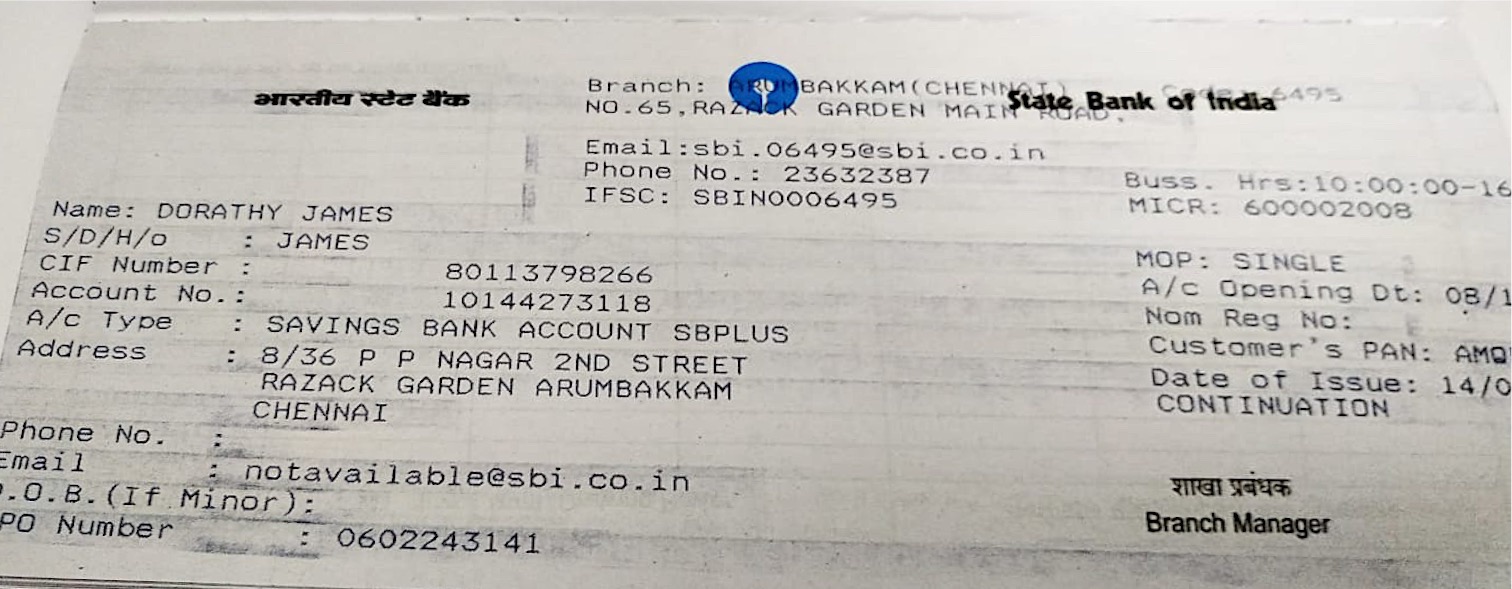 भारतीय स्टेट बैंक
State Bank of India
Branch: ARUMBAKKAM(CHENNAI) Code: 6495
NO.65,RAZACK GARDEN MAIN ROAD.
Email:sbi.06495@sbi.co.in
Phone No.: 23632387
Buss. Hrs:10:00:00-16
IFSC: SBIN0006495
MICR: 600002008
Name: DORATHY JAMES
S/D/H/o : JAMES
MOP: SINGLE
CIF Number : 80113798266
A/c Opening Dt: 08/1
Account No.: 10144273118
Nom Reg No:
A/c Type : SAVINGS BANK ACCOUNT SBPLUS
Customer's PAN: AMQ
Address : 8/36 P P NAGAR 2ND STREET
Date of Issue: 14/0
RAZACK GARDEN ARUMBAKKAM
CONTINUATION
CHENNAI
Phone No. :
Email : notavailable@sbi.co.in
.O.B.(If Minor):
PO Number : 0602243141
शाखा प्रबंधक
Branch Manager